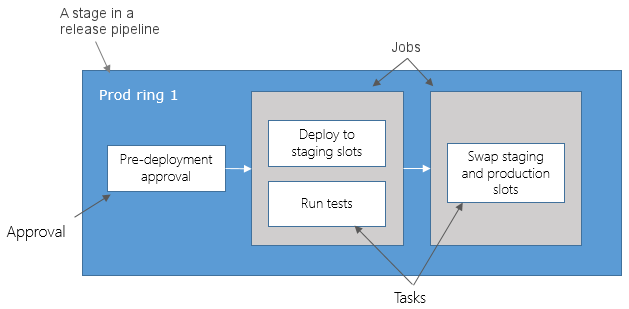 A stage in a
release pipeline
Jobs
Prod ring 1
Pre-deployment
approval
Deploy to
staging slots
Run tests
Swap staging
and production
slots
Approval
Tasks